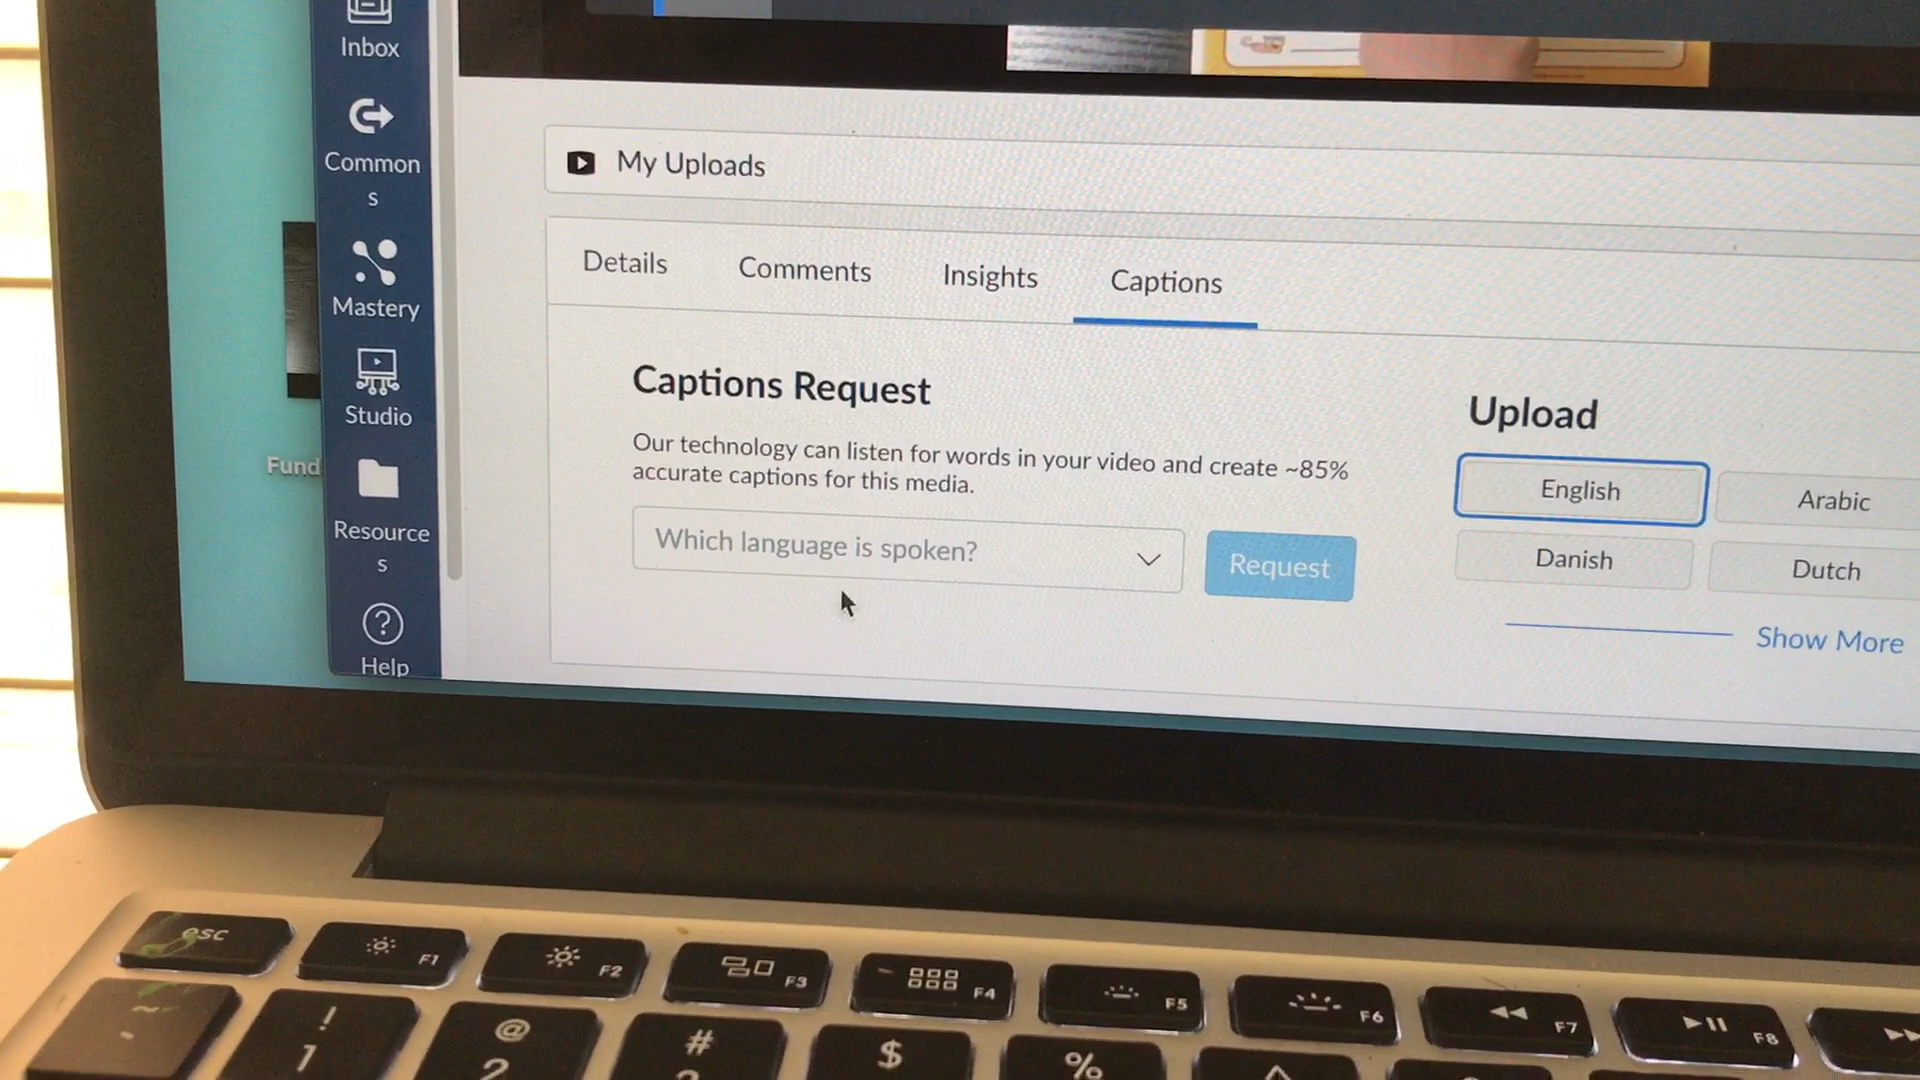 Inbox
Common
s
Mastery
Studio
Resource
s
Help
Fund
My Uploads
Details Comments Insights Captions
Captions Request
Our technology can listen for words in your video and create ~85%
accurate captions for this media.
Which language is spoken?
Request
Upload
English Arabic
Danish Dutch
Show More
esc F1 F2 F3 F4 F5 F6 F7 F8
~ ! @ # $ %
1 2